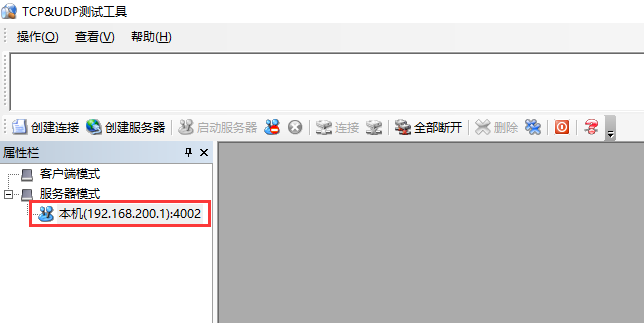 TCP&UDP测试工具
操作(O) 查看(V) 帮助(H)
创建连接 创建服务器 启动服务器 连接 全部断开 删除
属性栏
客户端模式
服务器模式
本机(192.168.200.1):4002